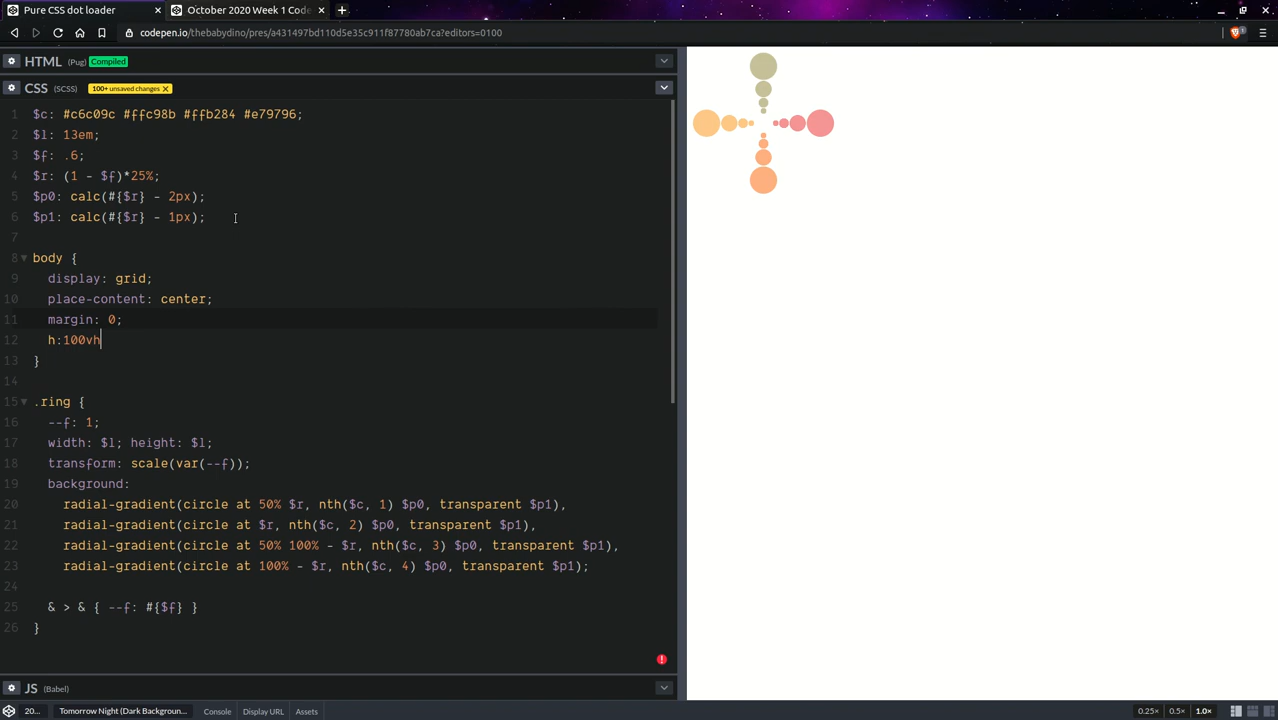 Pure CSS dot loader
October 2020 Week 1 Code
codepen.io/thebabydino/pres/a431497bd110d5e35c911f87780ab7ca?editors=0100
HTML (Pug) Compiled
CSS (SCSS) 100+ unsaved changes X
1 $c: #c6c09c #ffc98b #ffb284 #e79796;
2 $l: 13em;
3 $f: .6;
4 $r: (1 - $f)*25%;
5 $p0: calc(#{$r} - 2px);
6 $p1: calc(#{$r} - 1px);
7
8 body {
9 display: grid;
10 place-content: center;
11 margin: 0;
12 h:100vh
13 }
14
15 .ring {
16 --f: 1;
17 width: $l; height: $l;
18 transform: scale(var(--f));
19 background:
20 radial-gradient(circle at 50% $r, nth($c, 1) $p0, transparent $p1),
21 radial-gradient(circle at $r, nth($c, 2) $p0, transparent $p1),
22 radial-gradient(circle at 50% 100% - $r, nth($c, 3) $p0, transparent $p1),
23 radial-gradient(circle at 100% - $r, nth($c, 4) $p0, transparent $p1);
24
25 & > & { --f: #{$f} }
26 }
JS (Babel)
20... Tomorrow Night (Dark Backgroun... Console Display URL Assets 0.25× 0.5× 1.0×